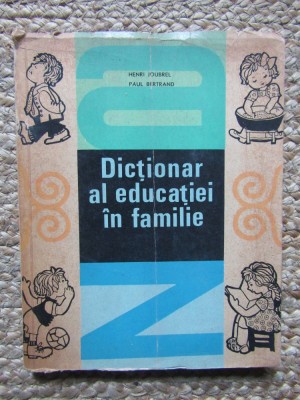 HENRI JOUBREL
PAUL BERTRAND
a
Dicționar
al educației
în familie
Z